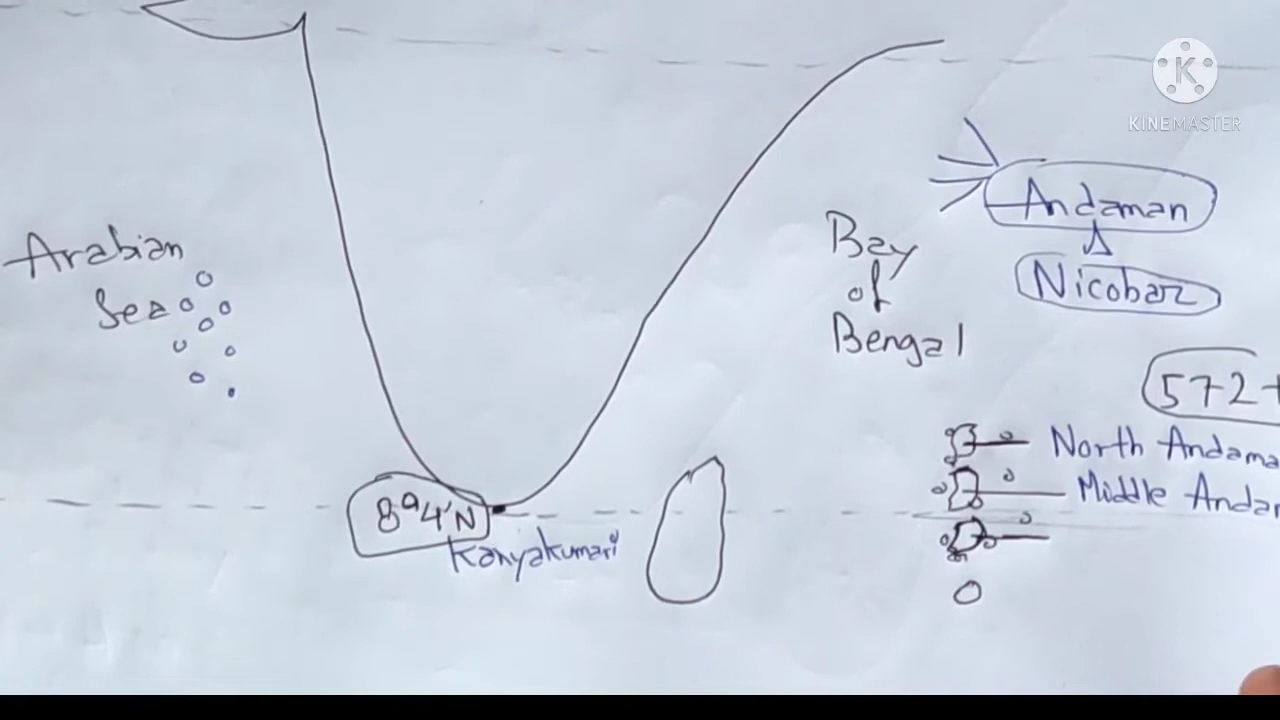 Arabian
Sea
Bay
of
Bengal
Andaman
&
Nicobar
572+
North Andama
Middle Andar
8°4'N
Kanyakumari
K
KINEMASTER